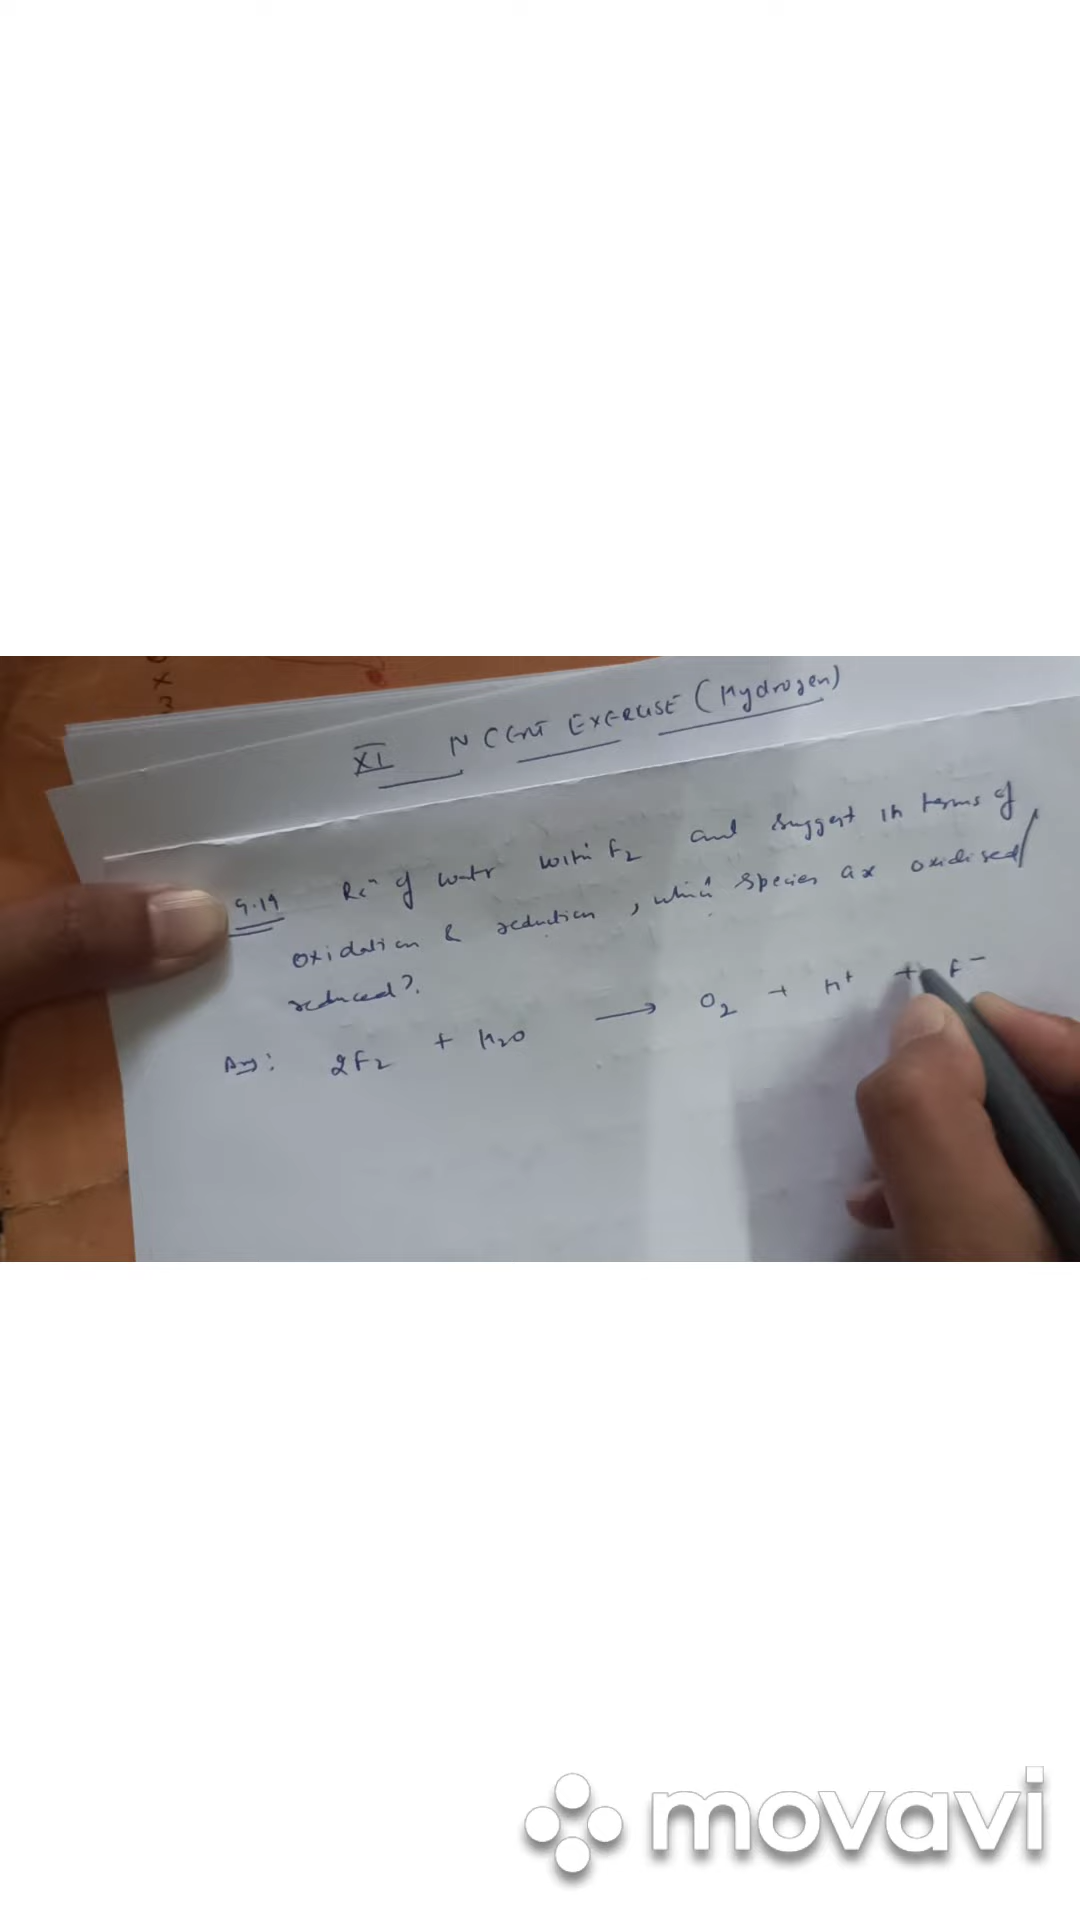 XI NCERT EXERCISE (Hydrogen)
9.19 Rcⁿ of water with F₂ and suggest in terms of
oxidation & reduction, which species are oxidised/
reduced?.
Ans: 2F₂ + H₂O → O₂ + H⁺ + F⁻
movavi